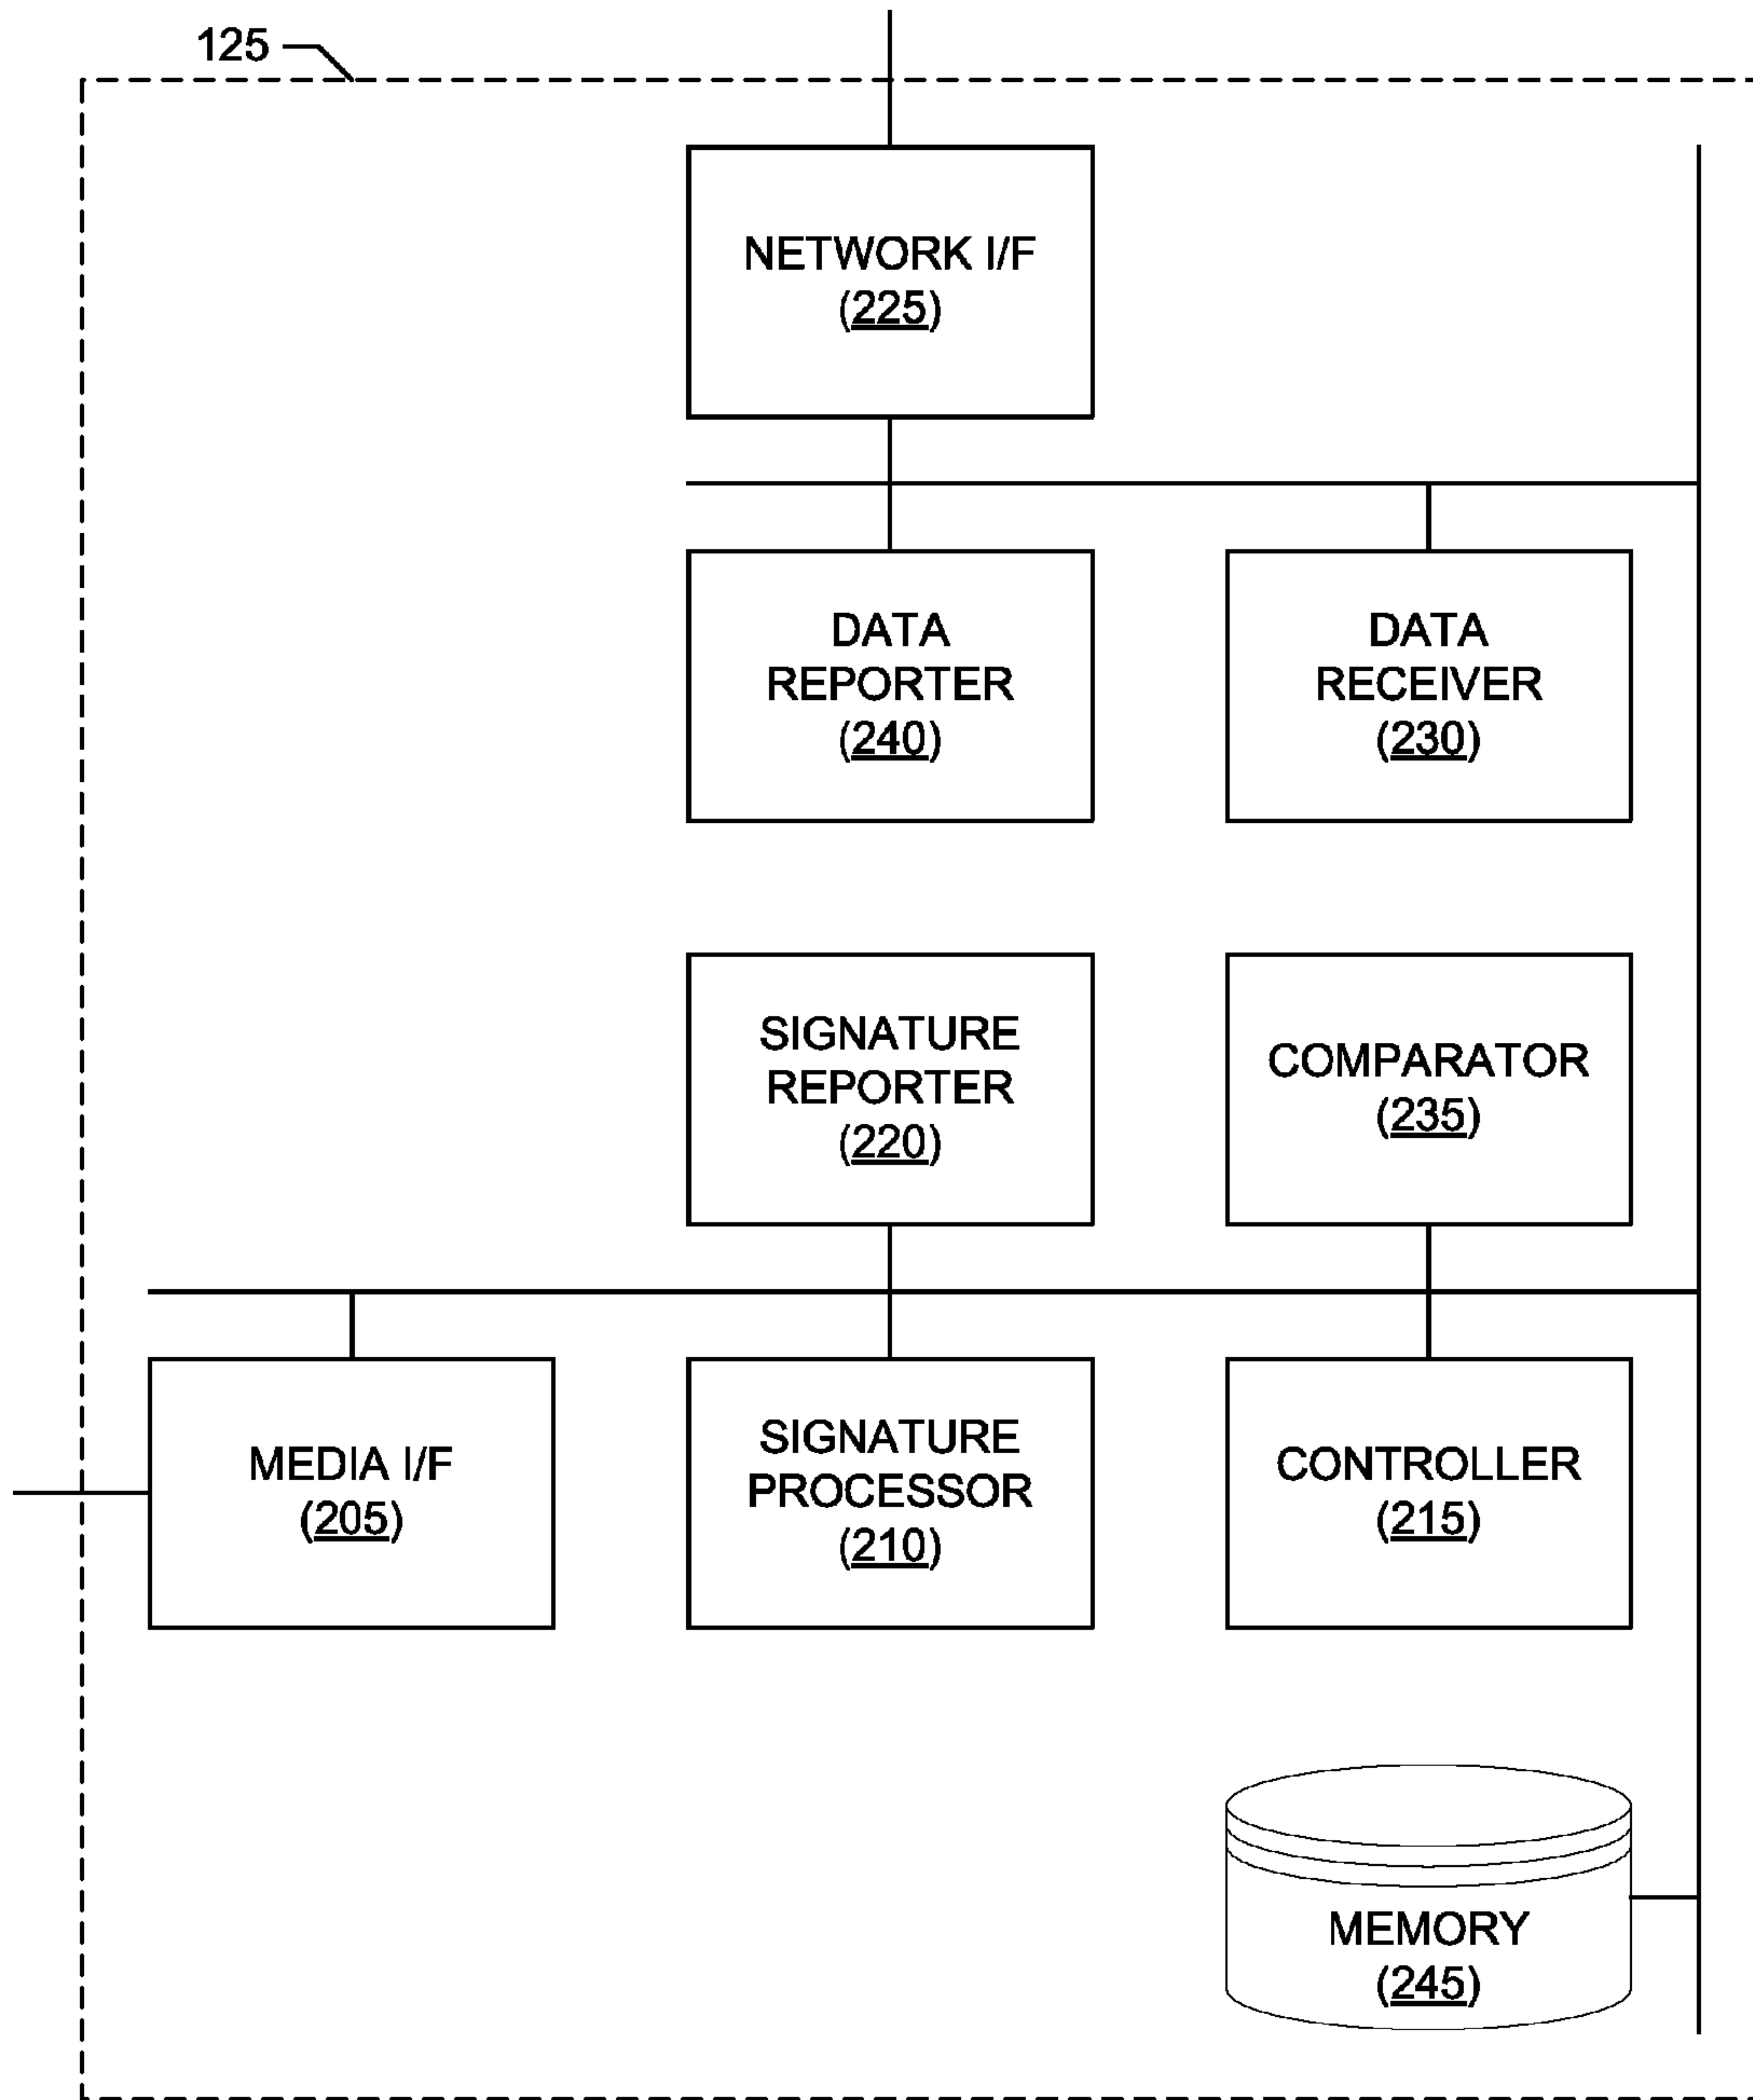 125
NETWORK I/F
(225)
DATA
REPORTER
(240)
DATA
RECEIVER
(230)
SIGNATURE
REPORTER
(220)
COMPARATOR
(235)
MEDIA I/F
(205)
SIGNATURE
PROCESSOR
(210)
CONTROLLER
(215)
MEMORY
(245)